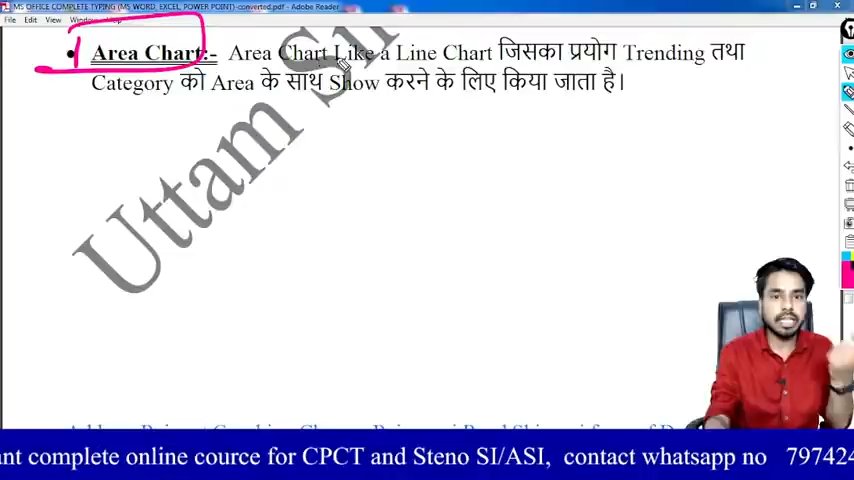 MS OFFICE COMPLETE TYPING (MS WORD, EXCEL, POWER POINT)-converted.pdf - Adobe Reader
File Edit View Window Help
• Area Chart:- Area Chart Like a Line Chart जिसका प्रयोग Trending तथा
Category को Area के साथ Show करने के लिए किया जाता है।
Uttam
ant complete online cource for CPCT and Steno SI/ASI, contact whatsapp no 797424